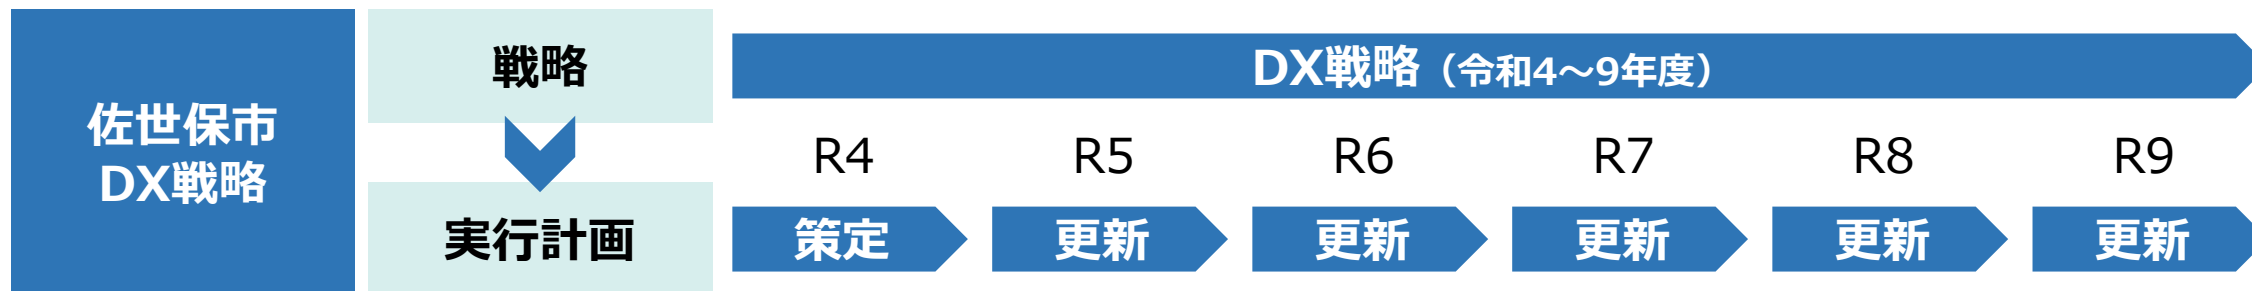 佐世保市
DX戦略
戦略
実行計画
DX戦略（令和4～9年度）
R4 R5 R6 R7 R8 R9
策定 更新 更新 更新 更新 更新